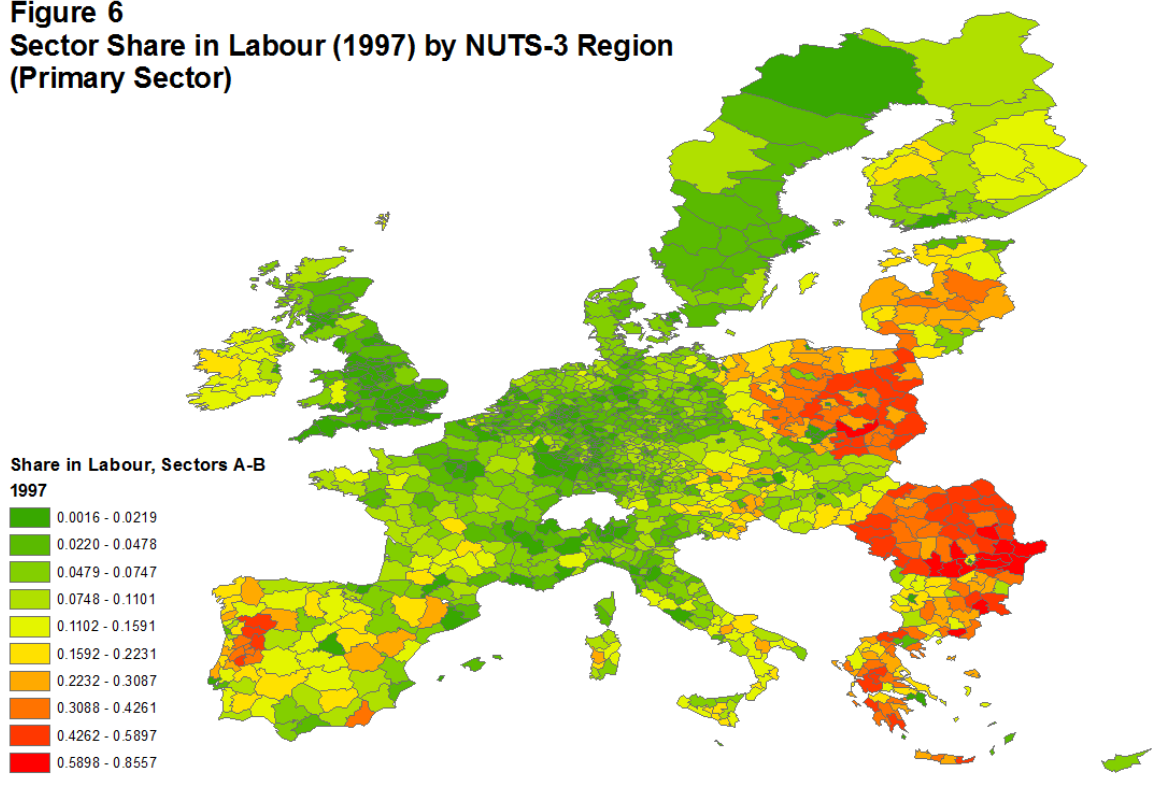 Figure 6
Sector Share in Labour (1997) by NUTS-3 Region
(Primary Sector)
Share in Labour, Sectors A-B
1997
0.0016 - 0.0219
0.0220 - 0.0478
0.0479 - 0.0747
0.0748 - 0.1101
0.1102 - 0.1591
0.1592 - 0.2231
0.2232 - 0.3087
0.3088 - 0.4261
0.4262 - 0.5897
0.5898 - 0.8557